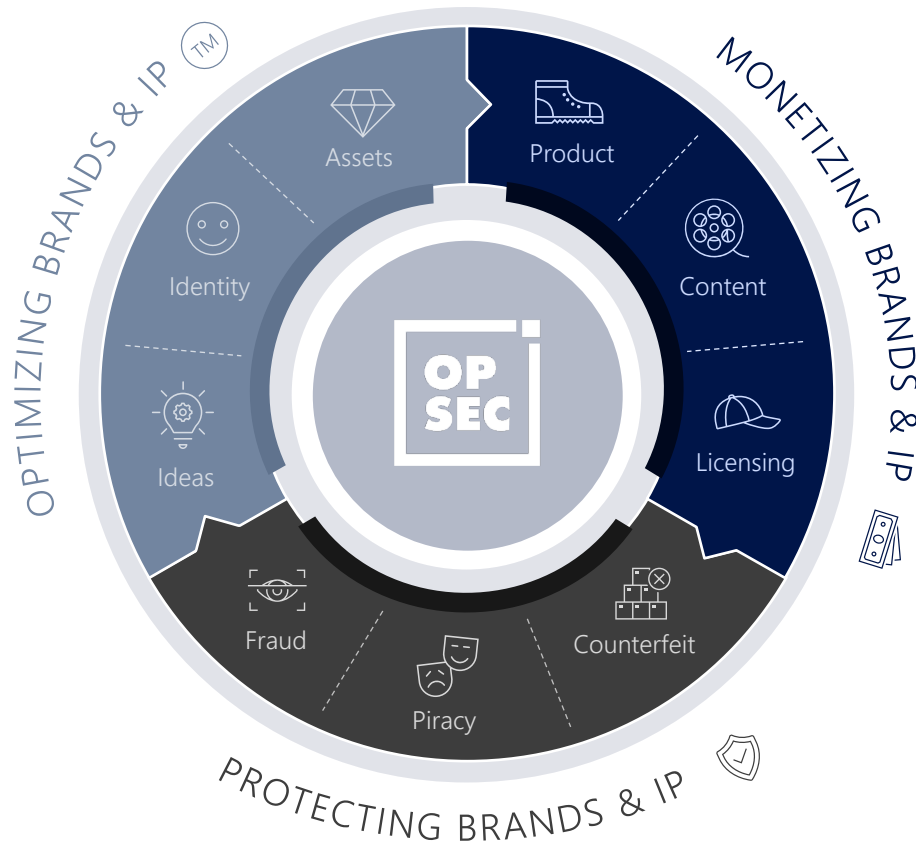 OPTIMIZING BRANDS & IP
TM
MONETIZING BRANDS & IP
Assets
Product
Identity
Content
Ideas
Licensing
OP
SEC
Fraud
Counterfeit
Piracy
PROTECTING BRANDS & IP